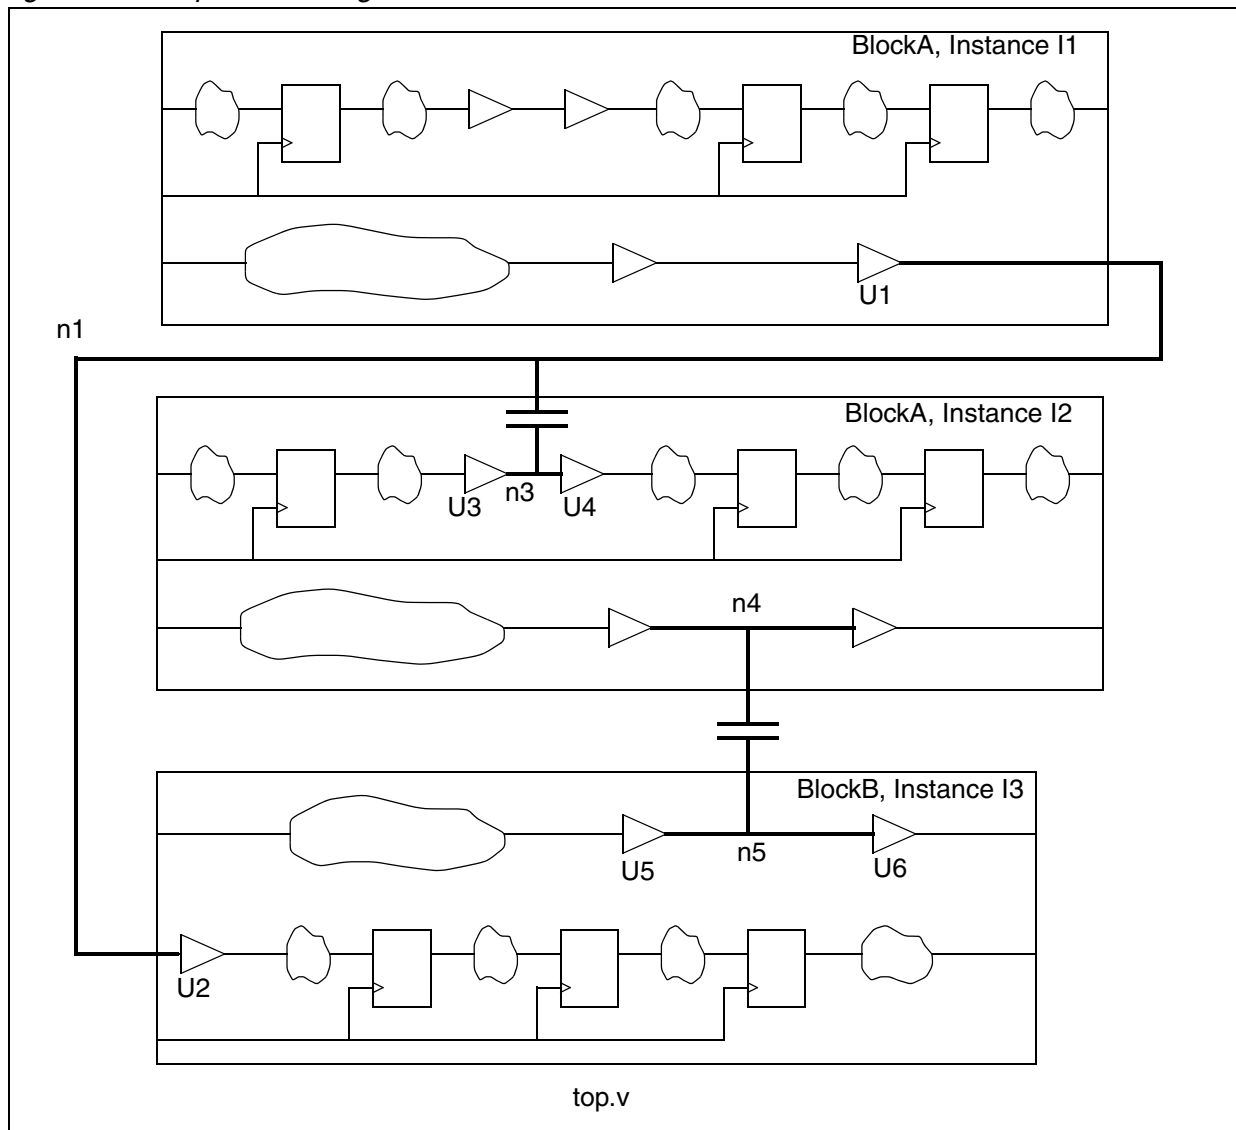 BlockA, Instance I1
U1
n1
BlockA, Instance I2
U3
n3
U4
n4
BlockB, Instance I3
U5
n5
U6
U2
top.v